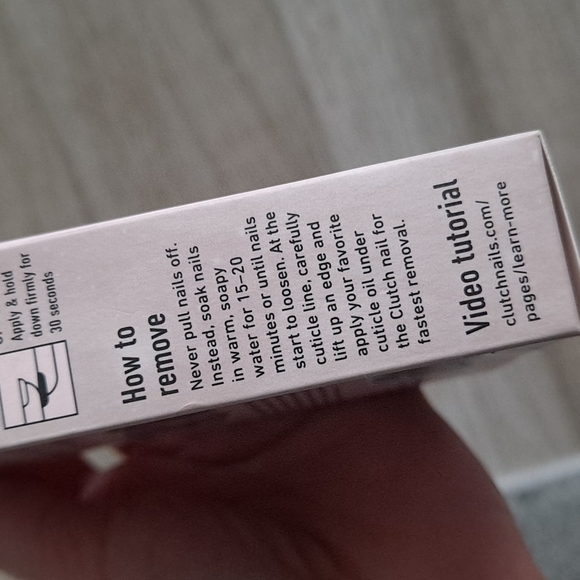 Apply & hold
down firmly for
30 seconds
How to
remove
Never pull nails off.
Instead, soak nails
in warm, soapy
water for 15–20
minutes or until nails
start to loosen. At the
cuticle line, carefully
lift up an edge and
apply your favorite
cuticle oil under
the Clutch nail for
fastest removal.
Video tutorial
clutchnails.com/
pages/learn-more